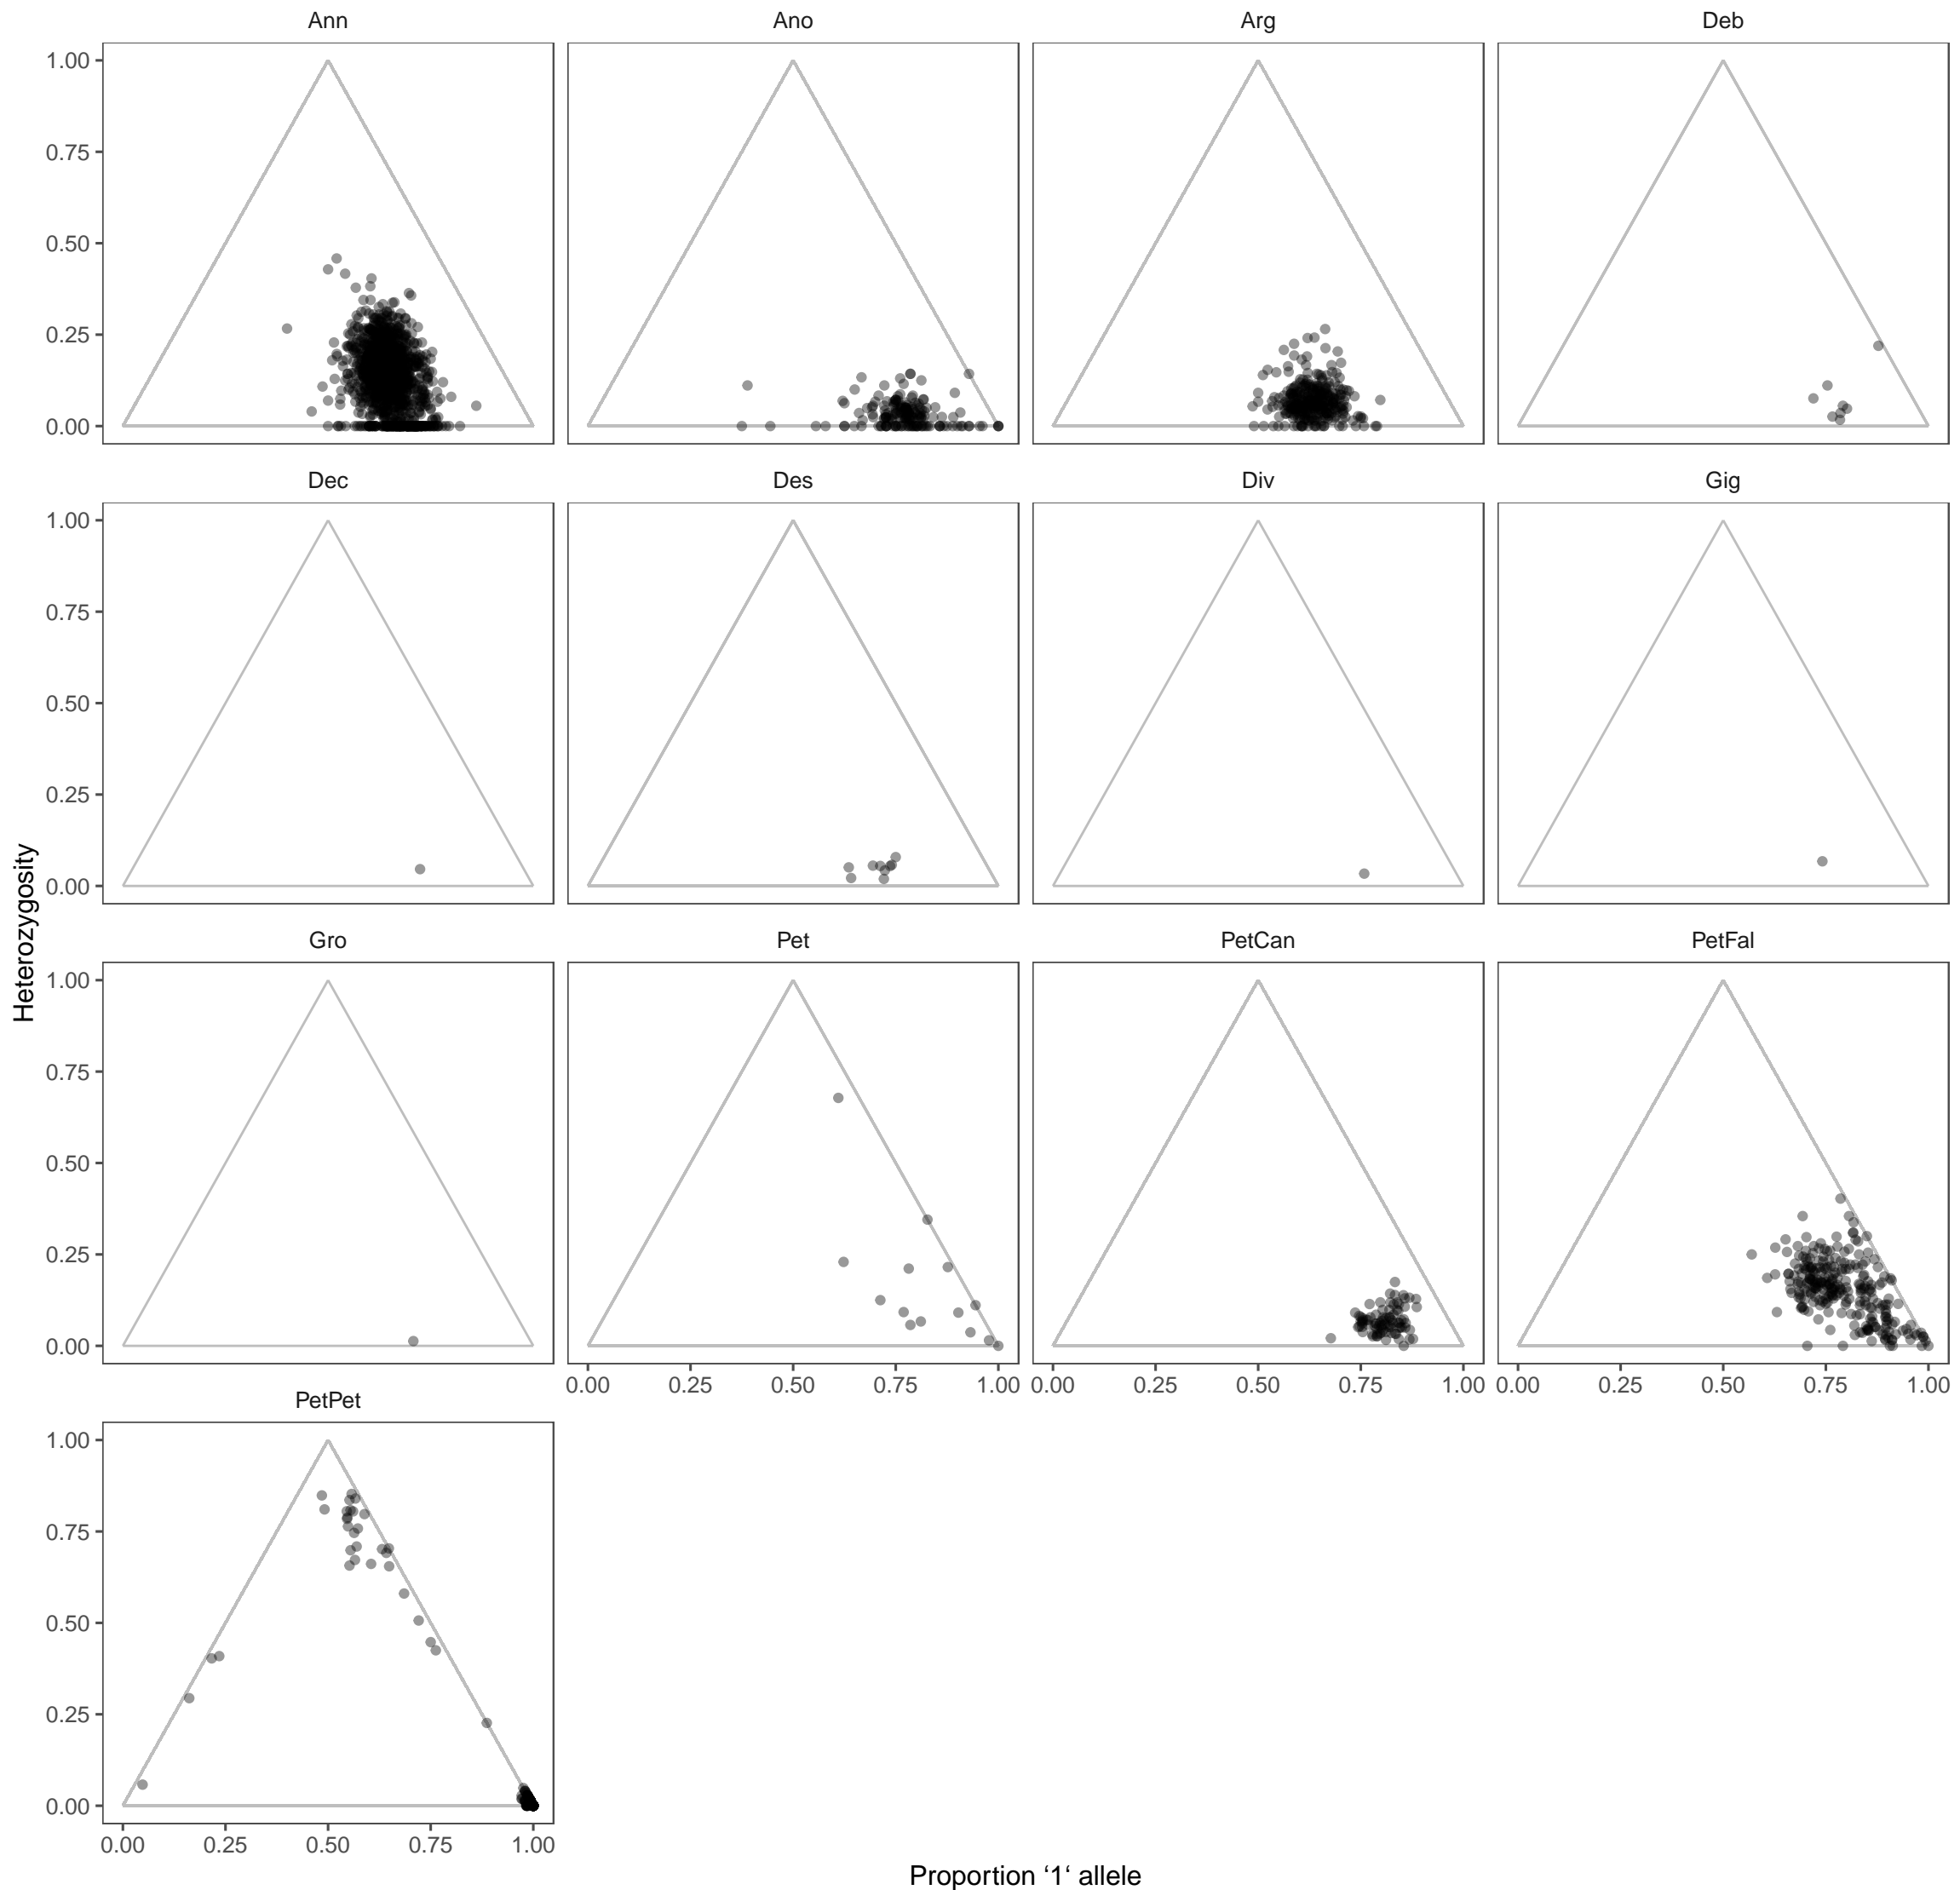 Ann Ano Arg Deb
1.00
0.75
0.50
0.25
0.00
Dec Des Div Gig
1.00
0.75
0.50
0.25
0.00
Heterozygosity
Gro Pet PetCan PetFal
1.00
0.75
0.50
0.25
0.00
0.00 0.25 0.50 0.75 1.00 0.00 0.25 0.50 0.75 1.00 0.00 0.25 0.50 0.75 1.00
PetPet
1.00
0.75
0.50
0.25
0.00
0.00 0.25 0.50 0.75 1.00
Proportion ‘1‘ allele